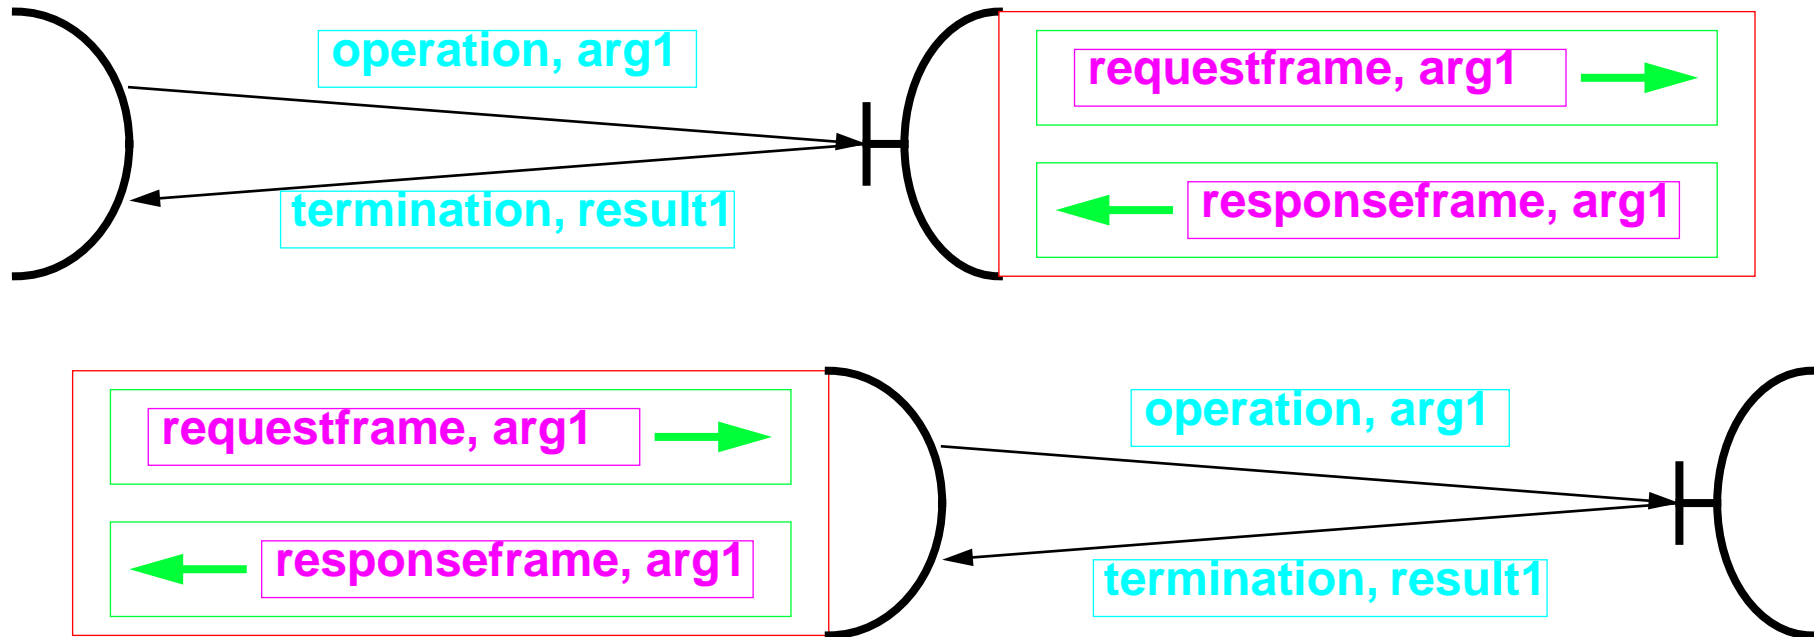 operation, arg1
requestframe, arg1
termination, result1
responseframe, arg1
requestframe, arg1
operation, arg1
responseframe, arg1
termination, result1